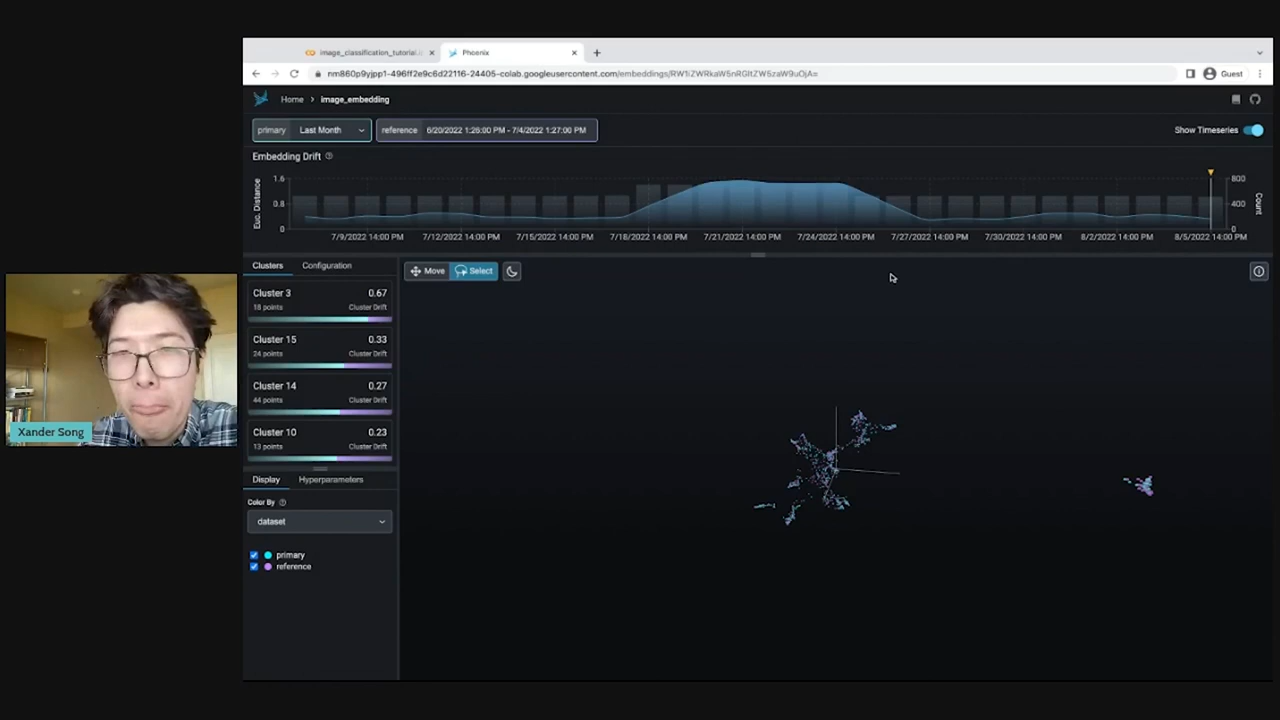 image_classification_tutorial.i
Phoenix
Guest
Home > image_embedding
primary Last Month reference 6/20/2022 1:26:00 PM - 7/4/2022 1:27:00 PM
Show Timeseries
Embedding Drift
Euc. Distance
1.6
0.8
0
800
400
0
Count
7/9/2022 14:00 PM 7/12/2022 14:00 PM 7/15/2022 14:00 PM 7/18/2022 14:00 PM 7/21/2022 14:00 PM 7/24/2022 14:00 PM 7/27/2022 14:00 PM 7/30/2022 14:00 PM 8/2/2022 14:00 PM 8/5/2022 14:00 PM
Clusters Configuration
Move Select
Cluster 3 0.67
18 points Cluster Drift
Cluster 15 0.33
24 points Cluster Drift
Cluster 14 0.27
44 points Cluster Drift
Cluster 10 0.23
13 points Cluster Drift
Display Hyperparameters
Color By
dataset
primary
reference
Xander Song